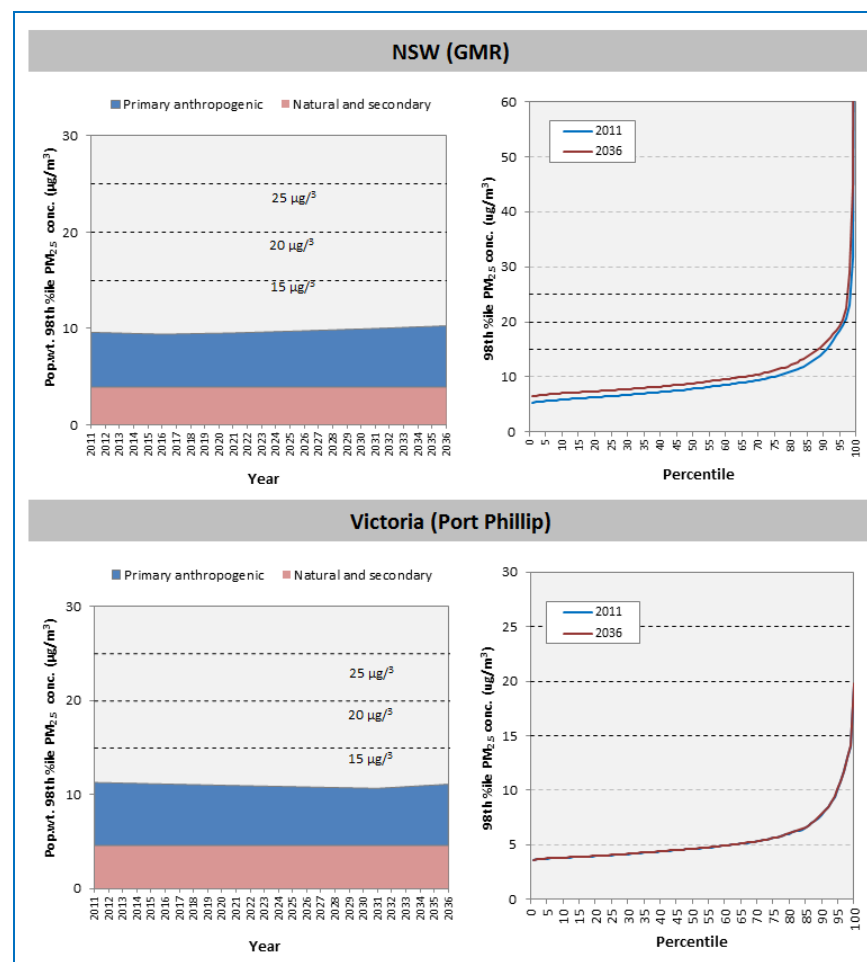 NSW (GMR)
Primary anthropogenic
Natural and secondary
Pop.wt. 98th %ile PM2.5 conc. (µg/m³)
30
20
10
0
25 µg/³
20 µg/³
15 µg/³
2011 2012 2013 2014 2015 2016 2017 2018 2019 2020 2021 2022 2023 2024 2025 2026 2027 2028 2029 2030 2031 2032 2033 2034 2035 2036
Year
98th %ile PM2.5 conc. (ug/m³)
60
50
40
30
20
10
0
2011
2036
0 5 10 15 20 25 30 35 40 45 50 55 60 65 70 75 80 85 90 95 100
Percentile
Victoria (Port Phillip)
Primary anthropogenic
Natural and secondary
Pop.wt. 98th %ile PM2.5 conc. (µg/m³)
30
20
10
0
25 µg/³
20 µg/³
15 µg/³
2011 2012 2013 2014 2015 2016 2017 2018 2019 2020 2021 2022 2023 2024 2025 2026 2027 2028 2029 2030 2031 2032 2033 2034 2035 2036
Year
98th %ile PM2.5 conc. (ug/m³)
30
25
20
15
10
5
0
2011
2036
0 5 10 15 20 25 30 35 40 45 50 55 60 65 70 75 80 85 90 95 100
Percentile